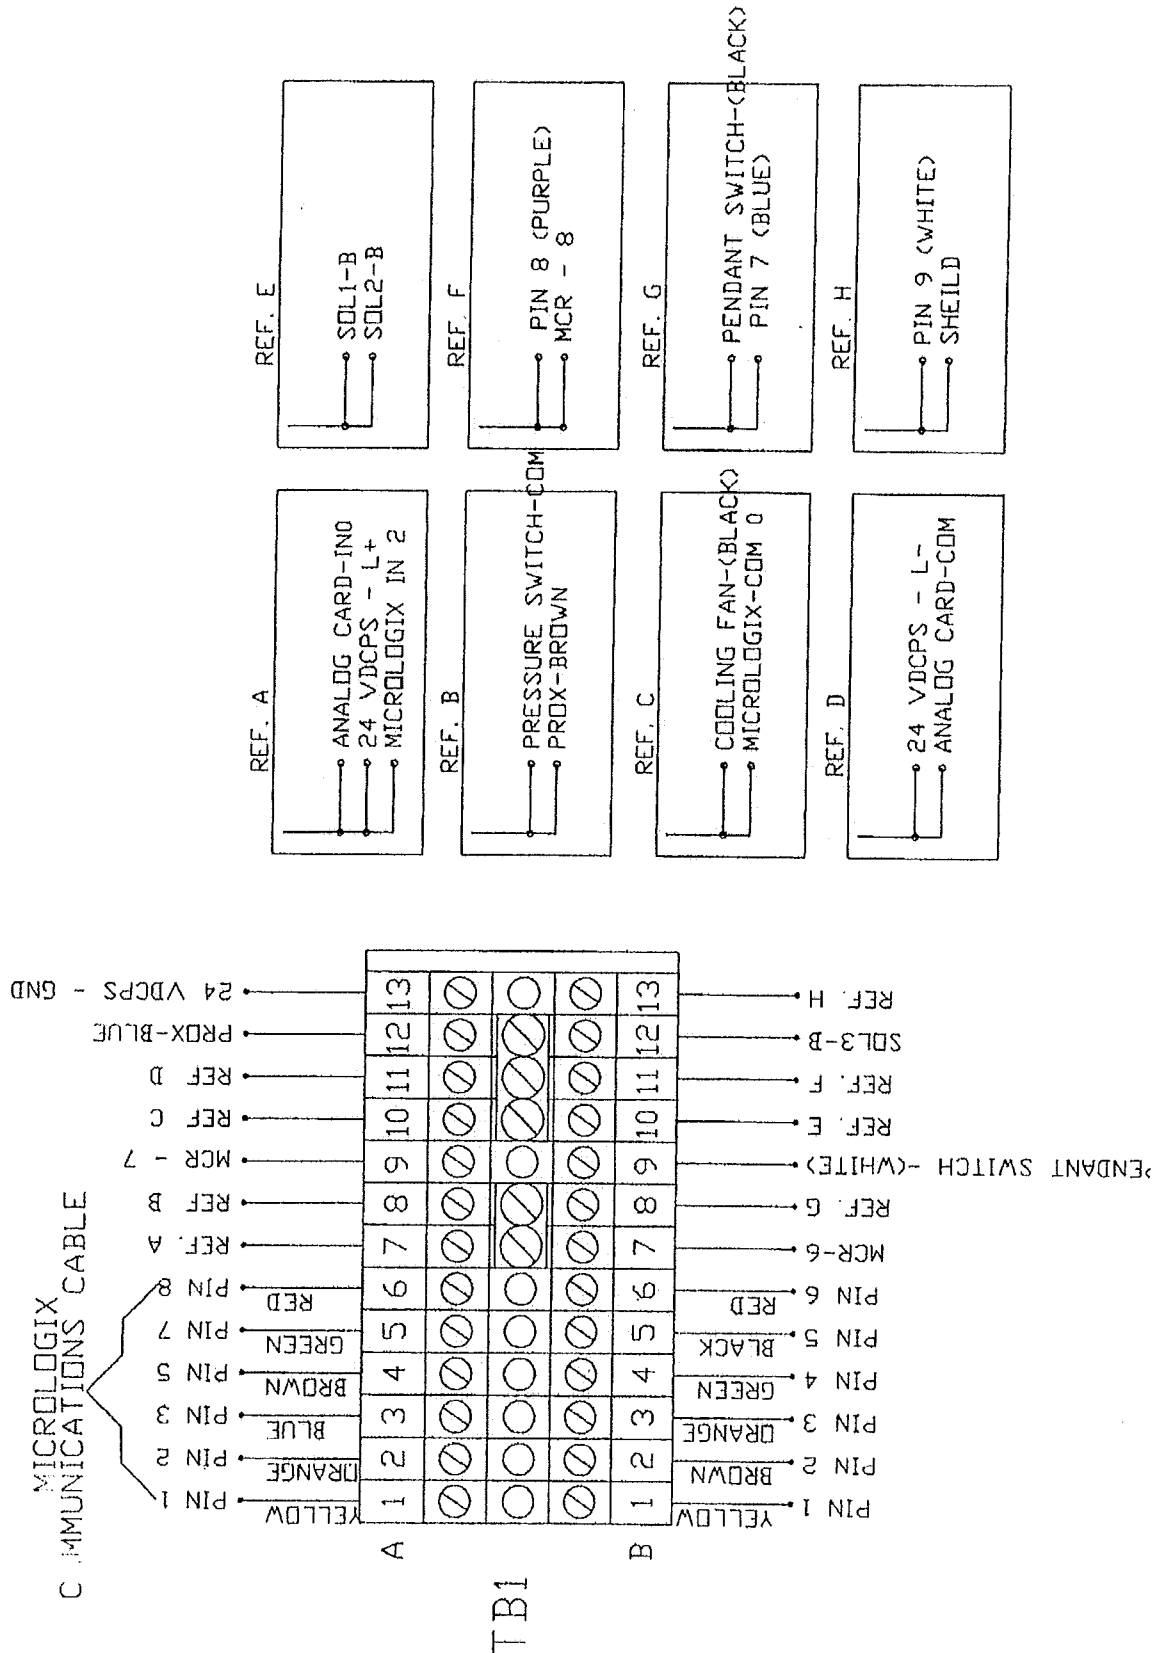 MICROLOGIX
C MMUNICATIONS CABLE
PIN 1
PIN 2
PIN 3
PIN 5
PIN 7
PIN 8
REF. A
REF B
MCR - 7
REF C
REF D
PROX-BLUE
24 VDCPS - GND
YELLOW
ORANGE
BLUE
BROWN
GREEN
RED
TB1
A
1 2 3 4 5 6 7 8 9 10 11 12 13
B
1 2 3 4 5 6 7 8 9 10 11 12 13
YELLOW
BROWN
ORANGE
GREEN
BLACK
RED
PIN 1
PIN 2
PIN 3
PIN 4
PIN 5
PIN 6
MCR-6
REF. G
PENDANT SWITCH -(WHITE)
REF. E
REF. F
SOL3-B
REF. H
REF. A
ANALOG CARD-IN0
24 VDCPS - L+
MICROLOGIX IN 2
REF. B
PRESSURE SWITCH-COM
PROX-BROWN
REF. C
COOLING FAN-(BLACK)
MICROLOGIX-COM 0
REF. D
24 VDCPS - L-
ANALOG CARD-COM
REF. E
SOL1-B
SOL2-B
REF. F
PIN 8 (PURPLE)
MCR - 8
REF. G
PENDANT SWITCH-(BLACK)
PIN 7 (BLUE)
REF. H
PIN 9 (WHITE)
SHEILD